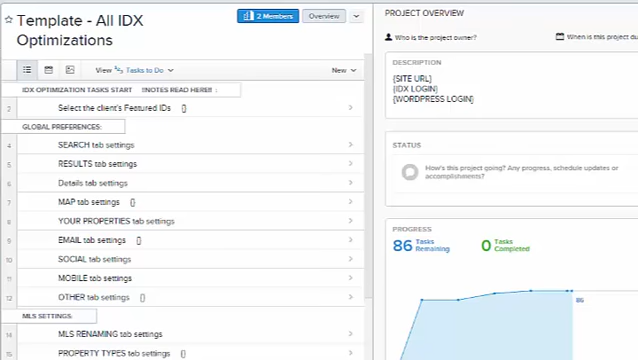 Template - All IDX
Optimizations
2 Members
Overview
View Tasks to Do
New
IDX OPTIMIZATION TASKS START (NOTES READ HERE!) :
2 Select the client's Featured IDs {}
GLOBAL PREFERENCES:
4 SEARCH tab settings
5 RESULTS tab settings
6 Details tab settings
7 MAP tab settings {}
8 YOUR PROPERTIES tab settings
9 EMAIL tab settings {}
10 SOCIAL tab settings
11 MOBILE tab settings
12 OTHER tab settings {}
MLS SETTINGS:
14 MLS RENAMING tab settings
15 PROPERTY TYPES tab settings {}
PROJECT OVERVIEW
Who is the project owner?
When is this project du
DESCRIPTION
{SITE URL}
{IDX LOGIN}
{WORDPRESS LOGIN}
STATUS
How's this project going? Any progress, schedule updates or
accomplishments?
PROGRESS
86 Tasks Remaining
0 Tasks Completed
86